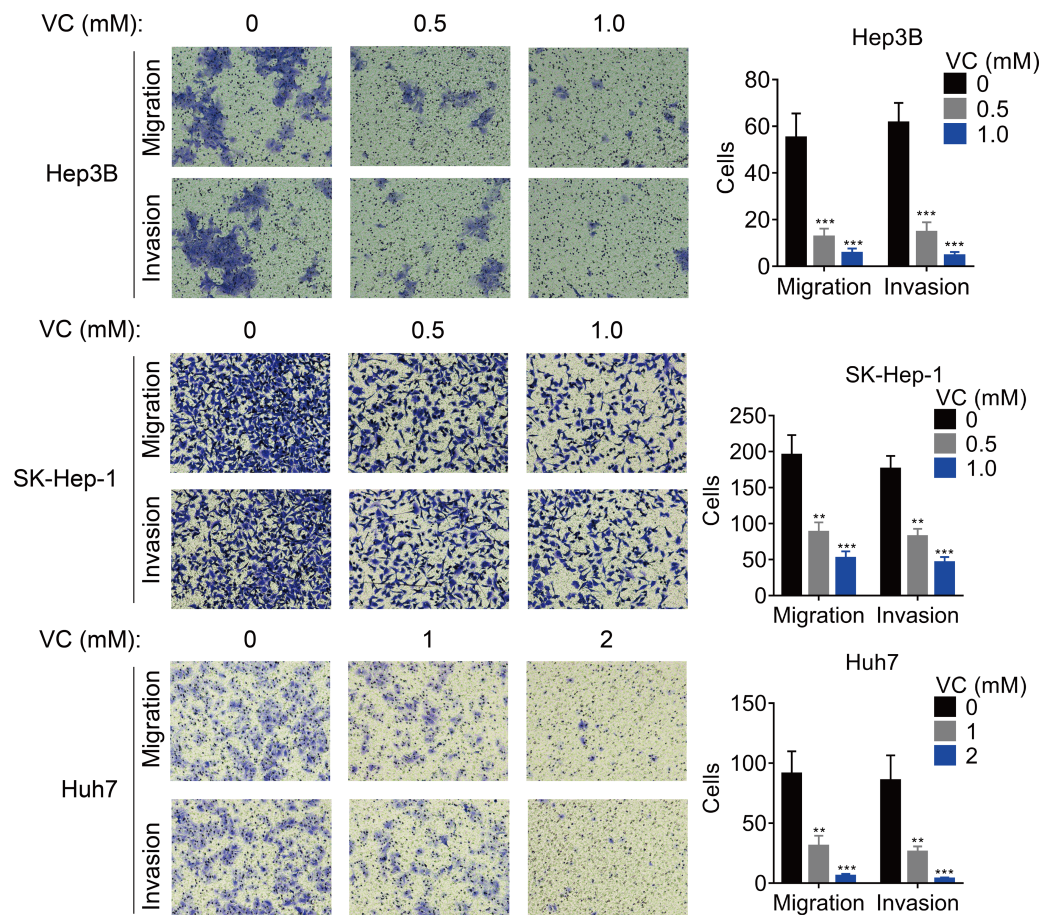 VC (mM): 0 0.5 1.0
Hep3B
Migration
Invasion
Hep3B
VC (mM)
0
0.5
1.0
Cells
80
60
40
20
0
*** *** *** ***
Migration Invasion
VC (mM): 0 0.5 1.0
SK-Hep-1
Migration
Invasion
SK-Hep-1
VC (mM)
0
0.5
1.0
Cells
250
200
150
100
50
0
** *** ** ***
Migration Invasion
VC (mM): 0 1 2
Huh7
Migration
Invasion
Huh7
VC (mM)
0
1
2
Cells
150
100
50
0
** *** ** ***
Migration Invasion